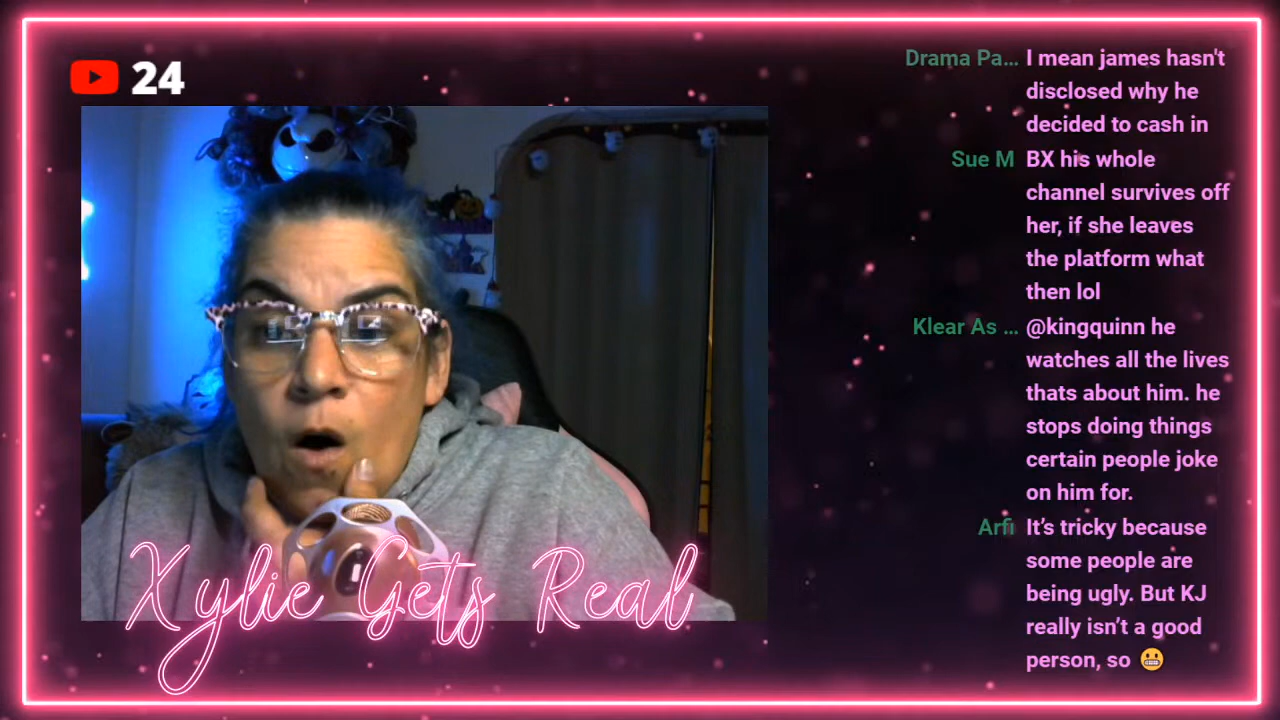 24
Drama Pa… I mean james hasn't
disclosed why he
decided to cash in
Sue M BX his whole
channel survives off
her, if she leaves
the platform what
then lol
Klear As … @kingquinn he
watches all the lives
thats about him. he
stops doing things
certain people joke
on him for.
Arfi It’s tricky because
some people are
being ugly. But KJ
really isn’t a good
person, so 😬
Xylie Gets Real